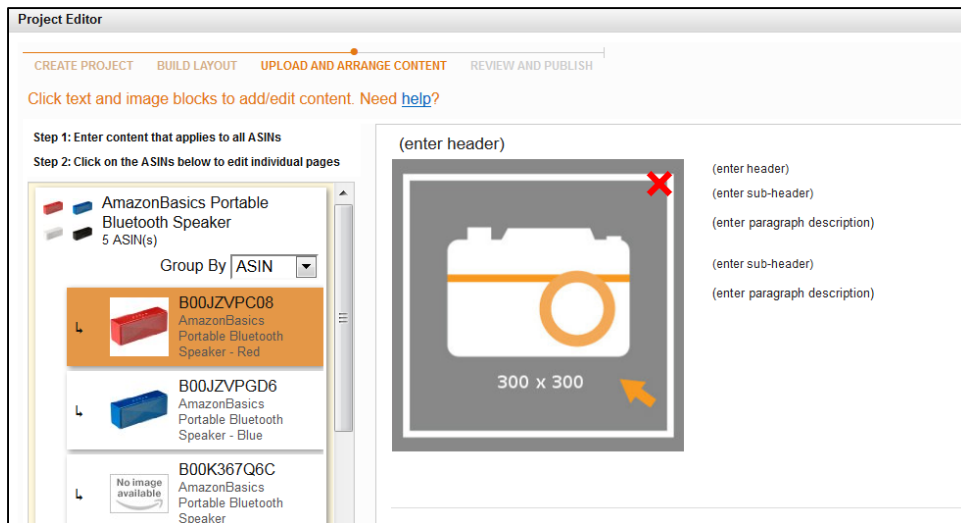 Project Editor
CREATE PROJECT BUILD LAYOUT UPLOAD AND ARRANGE CONTENT REVIEW AND PUBLISH
Click text and image blocks to add/edit content. Need help?
Step 1: Enter content that applies to all ASINs
Step 2: Click on the ASINs below to edit individual pages
AmazonBasics Portable
Bluetooth Speaker
5 ASIN(s)
Group By ASIN
B00JZVPC08
AmazonBasics
Portable Bluetooth
Speaker - Red
B00JZVPGD6
AmazonBasics
Portable Bluetooth
Speaker - Blue
No image
available
B00K367Q6C
AmazonBasics
Portable Bluetooth
Speaker
(enter header)
300 x 300
(enter header)
(enter sub-header)
(enter paragraph description)
(enter sub-header)
(enter paragraph description)